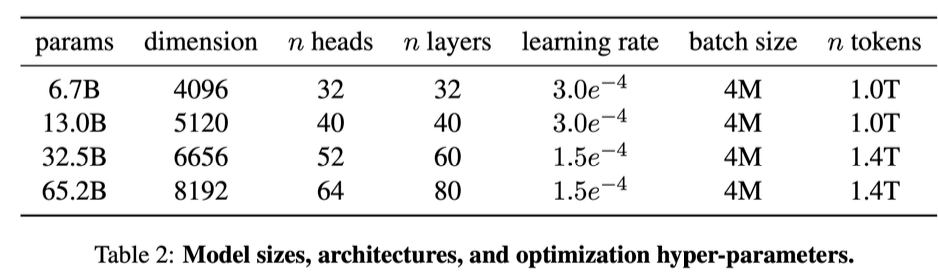 params dimension n heads n layers learning rate batch size n tokens
6.7B 4096 32 32 3.0e⁻⁴ 4M 1.0T
13.0B 5120 40 40 3.0e⁻⁴ 4M 1.0T
32.5B 6656 52 60 1.5e⁻⁴ 4M 1.4T
65.2B 8192 64 80 1.5e⁻⁴ 4M 1.4T
Table 2: Model sizes, architectures, and optimization hyper-parameters.